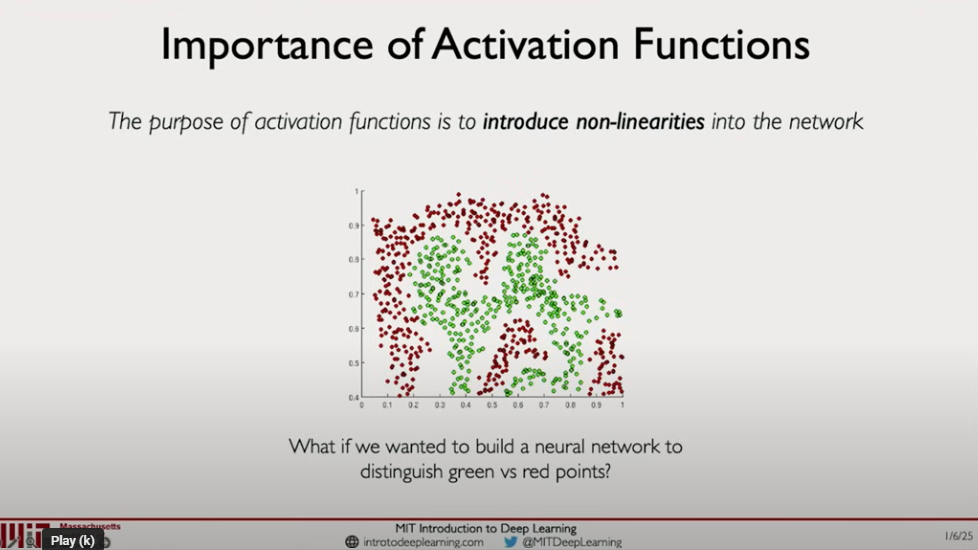 Importance of Activation Functions
The purpose of activation functions is to introduce non-linearities into the network
1
0.9
0.8
0.7
0.6
0.5
0.4
0 0.1 0.2 0.3 0.4 0.5 0.6 0.7 0.8 0.9 1
What if we wanted to build a neural network to
distinguish green vs red points?
Massachusetts
Play (k)
MIT Introduction to Deep Learning
introtodeeplearning.com @MITDeepLearning
1/6/25